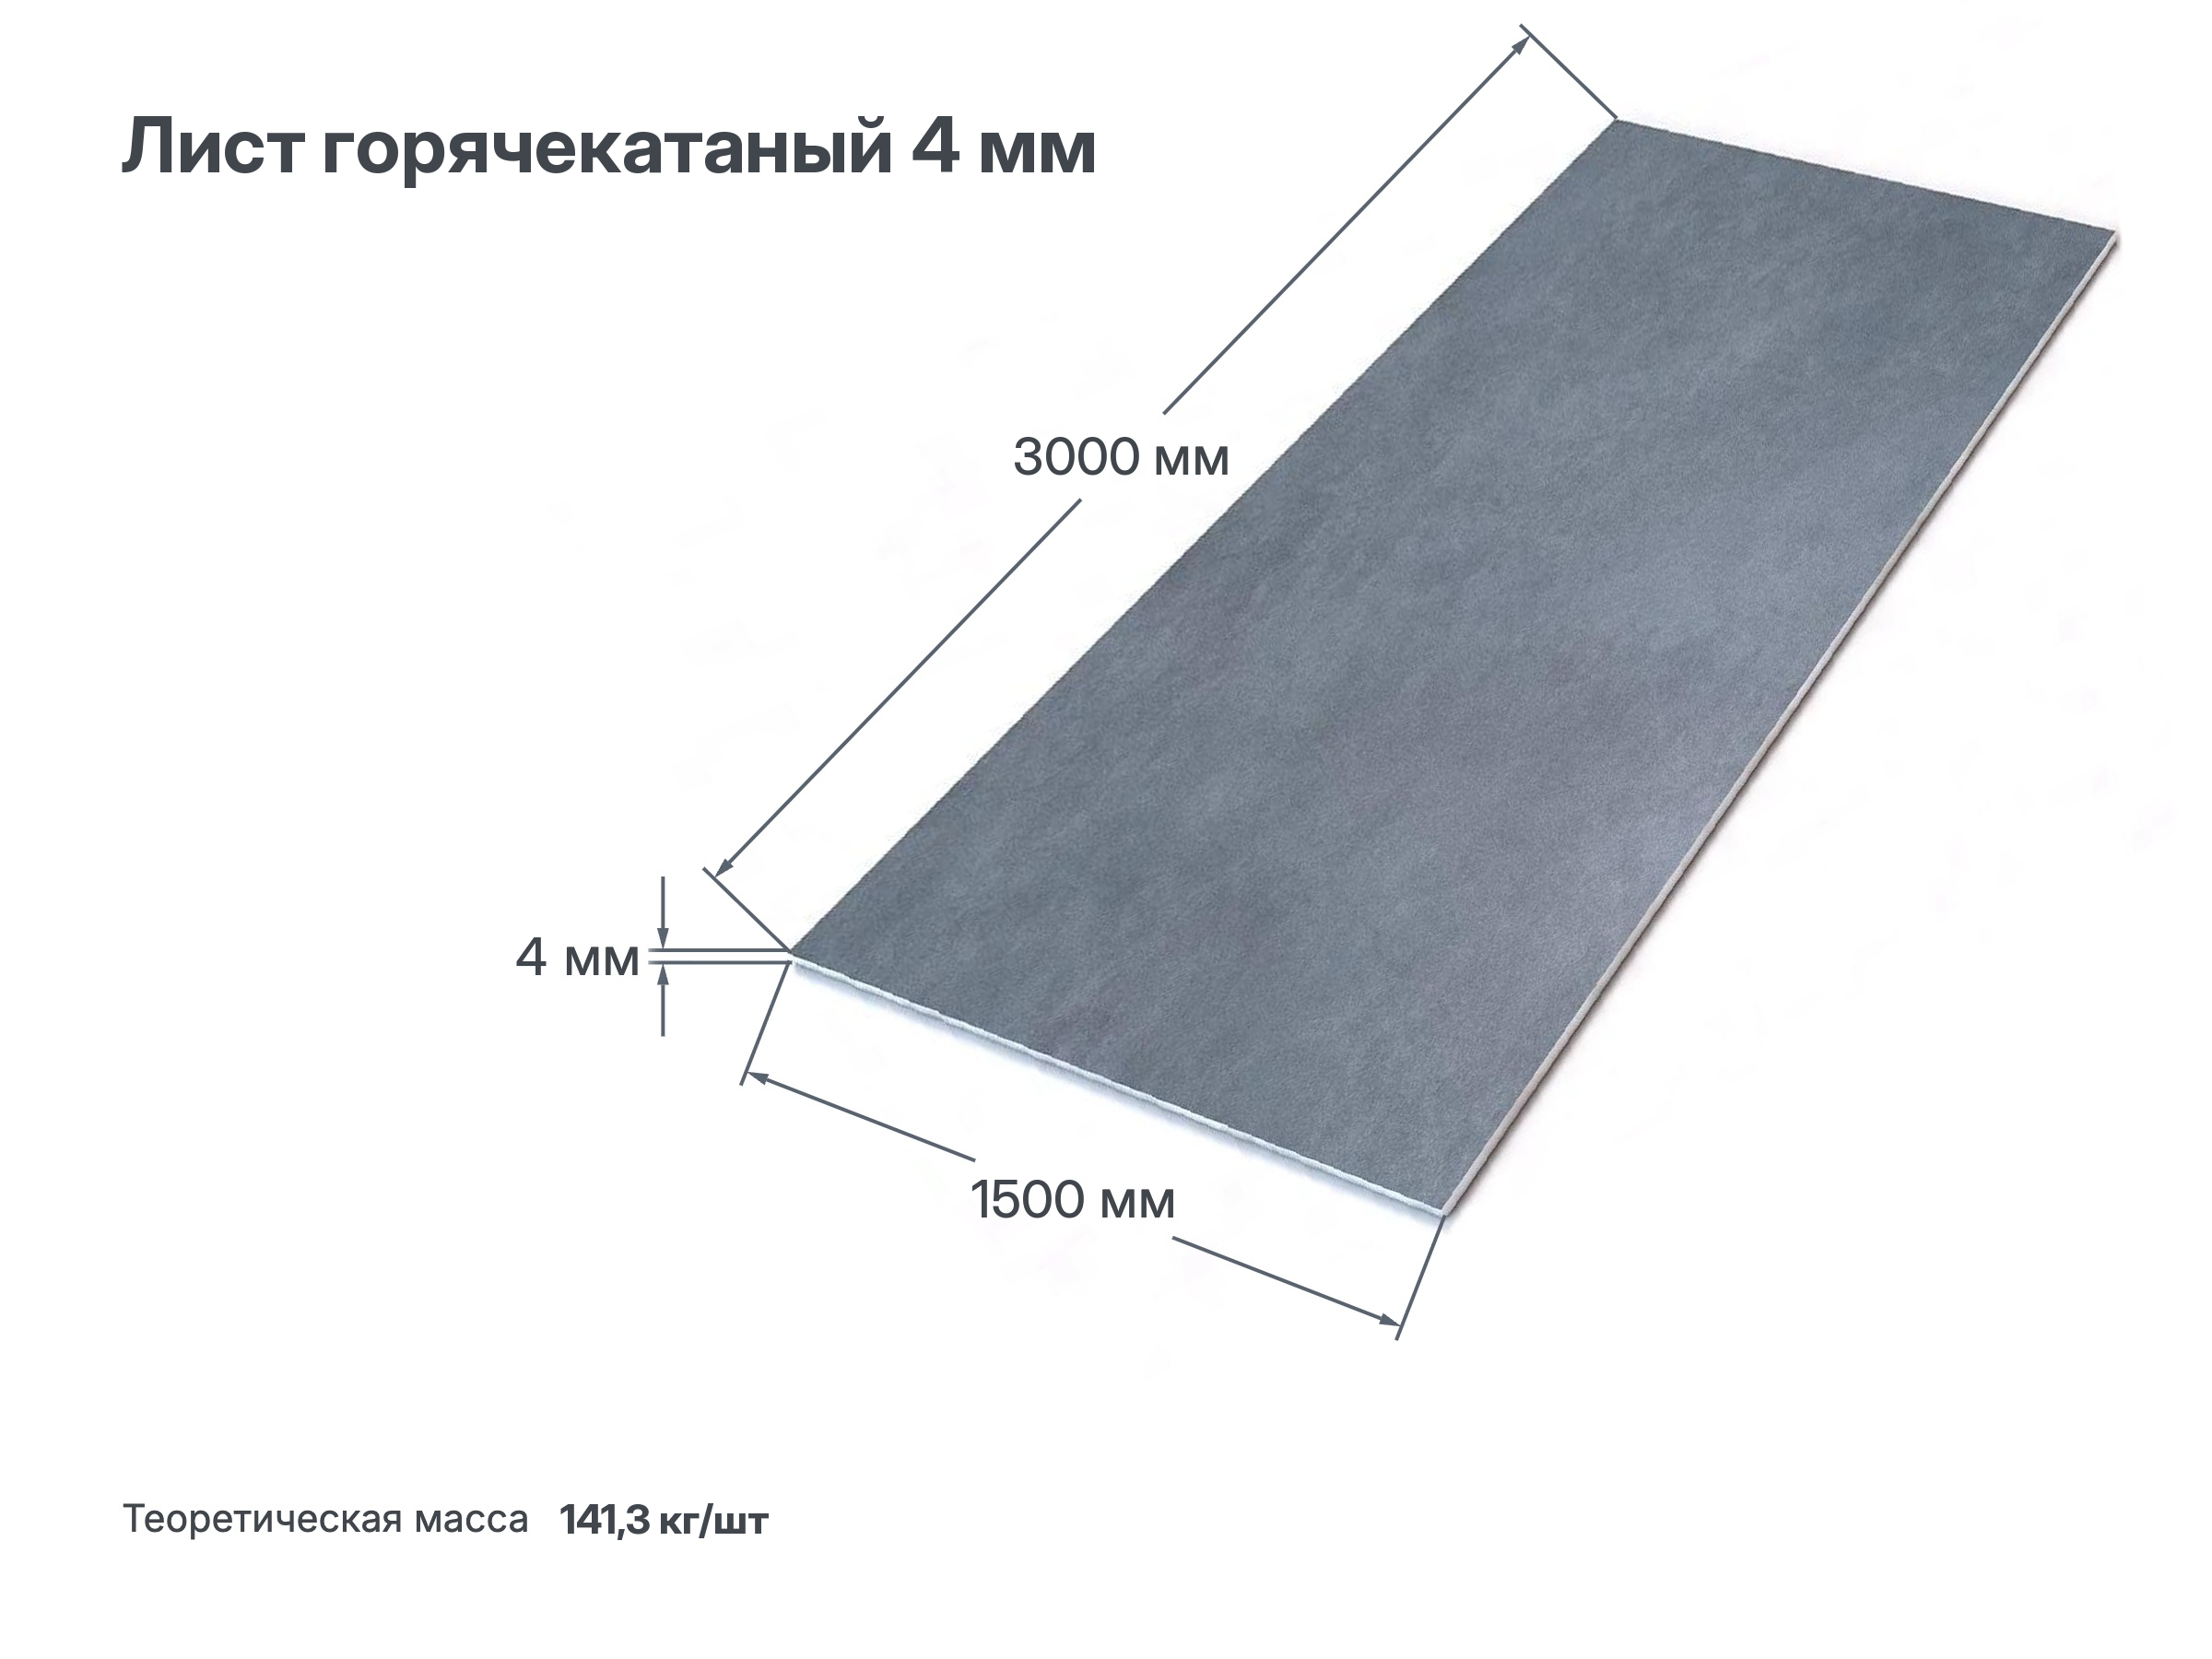 Лист горячекатаный 4 мм
3000 мм
4 мм
1500 мм
Теоретическая масса 141,3 кг/шт